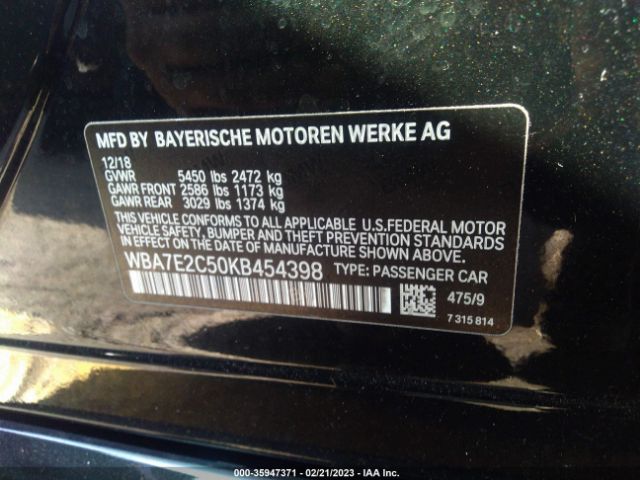 MFD BY BAYERISCHE MOTOREN WERKE AG
12/18
GVWR 5450 lbs 2472 kg
GAWR FRONT 2586 lbs 1173 kg
GAWR REAR 3029 lbs 1374 kg
THIS VEHICLE CONFORMS TO ALL APPLICABLE U.S.FEDERAL MOTOR
VEHICLE SAFETY, BUMPER, AND THEFT PREVENTION STANDARDS
IN EFFECT ON THE DATE OF MANUFACTURE SHOWN ABOVE.
WBA7E2C50KB454398 TYPE: PASSENGER CAR
475/9
7 315 814
000-35947371 - 02/21/2023 - IAA Inc.